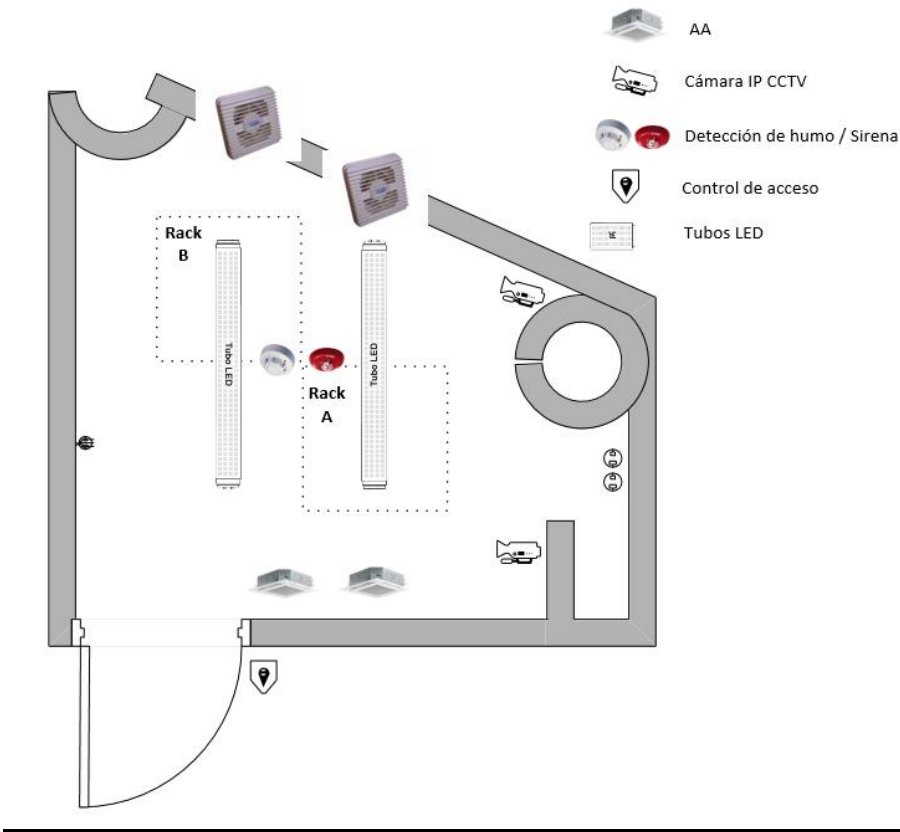 AA
Cámara IP CCTV
Detección de humo / Sirena
Control de acceso
Tubos LED
Rack
B
Tubo LED
Tubo LED
Rack
A